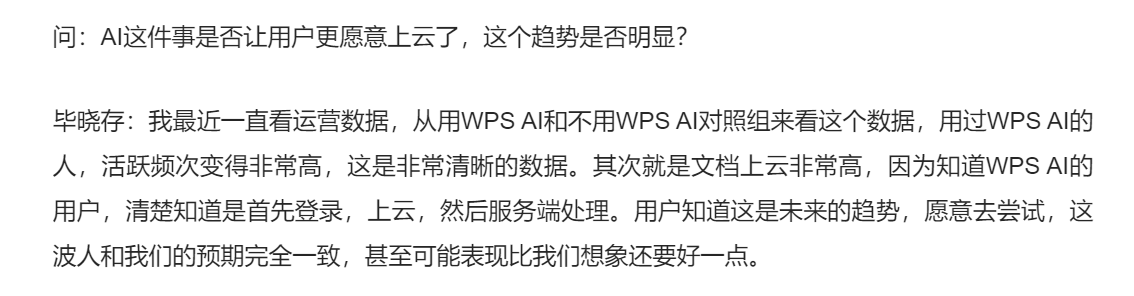 问：AI这件事是否让用户更愿意上云了，这个趋势是否明显？
毕晓存：我最近一直看运营数据，从用WPS AI和不用WPS AI对照组来看这个数据，用过WPS AI的
人，活跃频次变得非常高，这是非常清晰的数据。其次就是文档上云非常高，因为知道WPS AI的
用户，清楚知道是首先登录，上云，然后服务端处理。用户知道这是未来的趋势，愿意去尝试，这
波人和我们的预期完全一致，甚至可能表现比我们想象还要好一点。